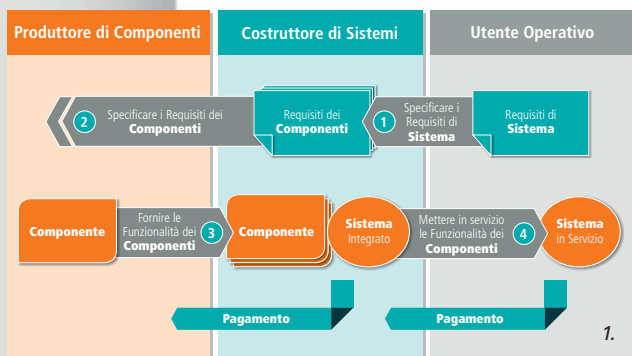 Produttore di Componenti
Costruttore di Sistemi
Utente Operativo
2
Specificare i Requisiti dei
Componenti
Requisiti dei
Componenti
1
Specificare i
Requisiti di
Sistema
Requisiti di
Sistema
Componente
Fornire le
Funzionalità dei
Componenti
3
Componente
Sistema
Integrato
Mettere in servizio
le Funzionalità dei
Componenti
4
Sistema
in Servizio
Pagamento
Pagamento
1.